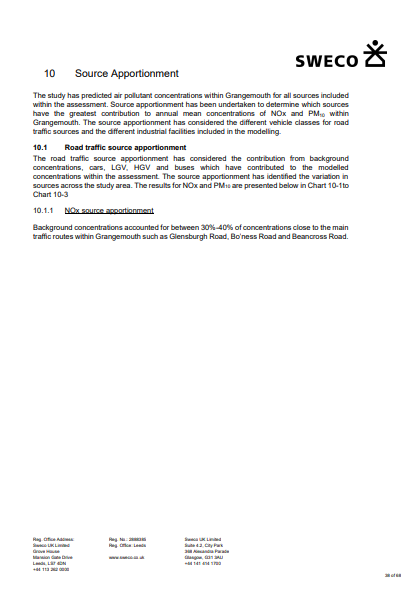 SWECO
10 Source Apportionment
The study has predicted air pollutant concentrations within Grangemouth for all sources included
within the assessment. Source apportionment has been undertaken to determine which sources
have the greatest contribution to annual mean concentrations of NOx and PM10 within
Grangemouth. The source apportionment has considered the different vehicle classes for road
traffic sources and the different industrial facilities included in the modelling.
10.1 Road traffic source apportionment
The road traffic source apportionment has considered the contribution from background
concentrations, cars, LGV, HGV and buses which have contributed to the modelled
concentrations within the assessment. The source apportionment has identified the variation in
sources across the study area. The results for NOx and PM10 are presented below in Chart 10-1to
Chart 10-3
10.1.1 NOx source apportionment
Background concentrations accounted for between 30%-40% of concentrations close to the main
traffic routes within Grangemouth such as Glensburgh Road, Bo'ness Road and Beancross Road.
Reg. Office Address:
Sweco UK Limited
Grove House
Mansion Gate Drive
Leeds, LS7 4DN
+44 113 262 0000
Reg. No.: 2888385
Reg. Office: Leeds
www.sweco.co.uk
Sweco UK Limited
Suite 4.2, City Park
368 Alexandra Parade
Glasgow, G31 3AU
+44 141 414 1700
38 of 68